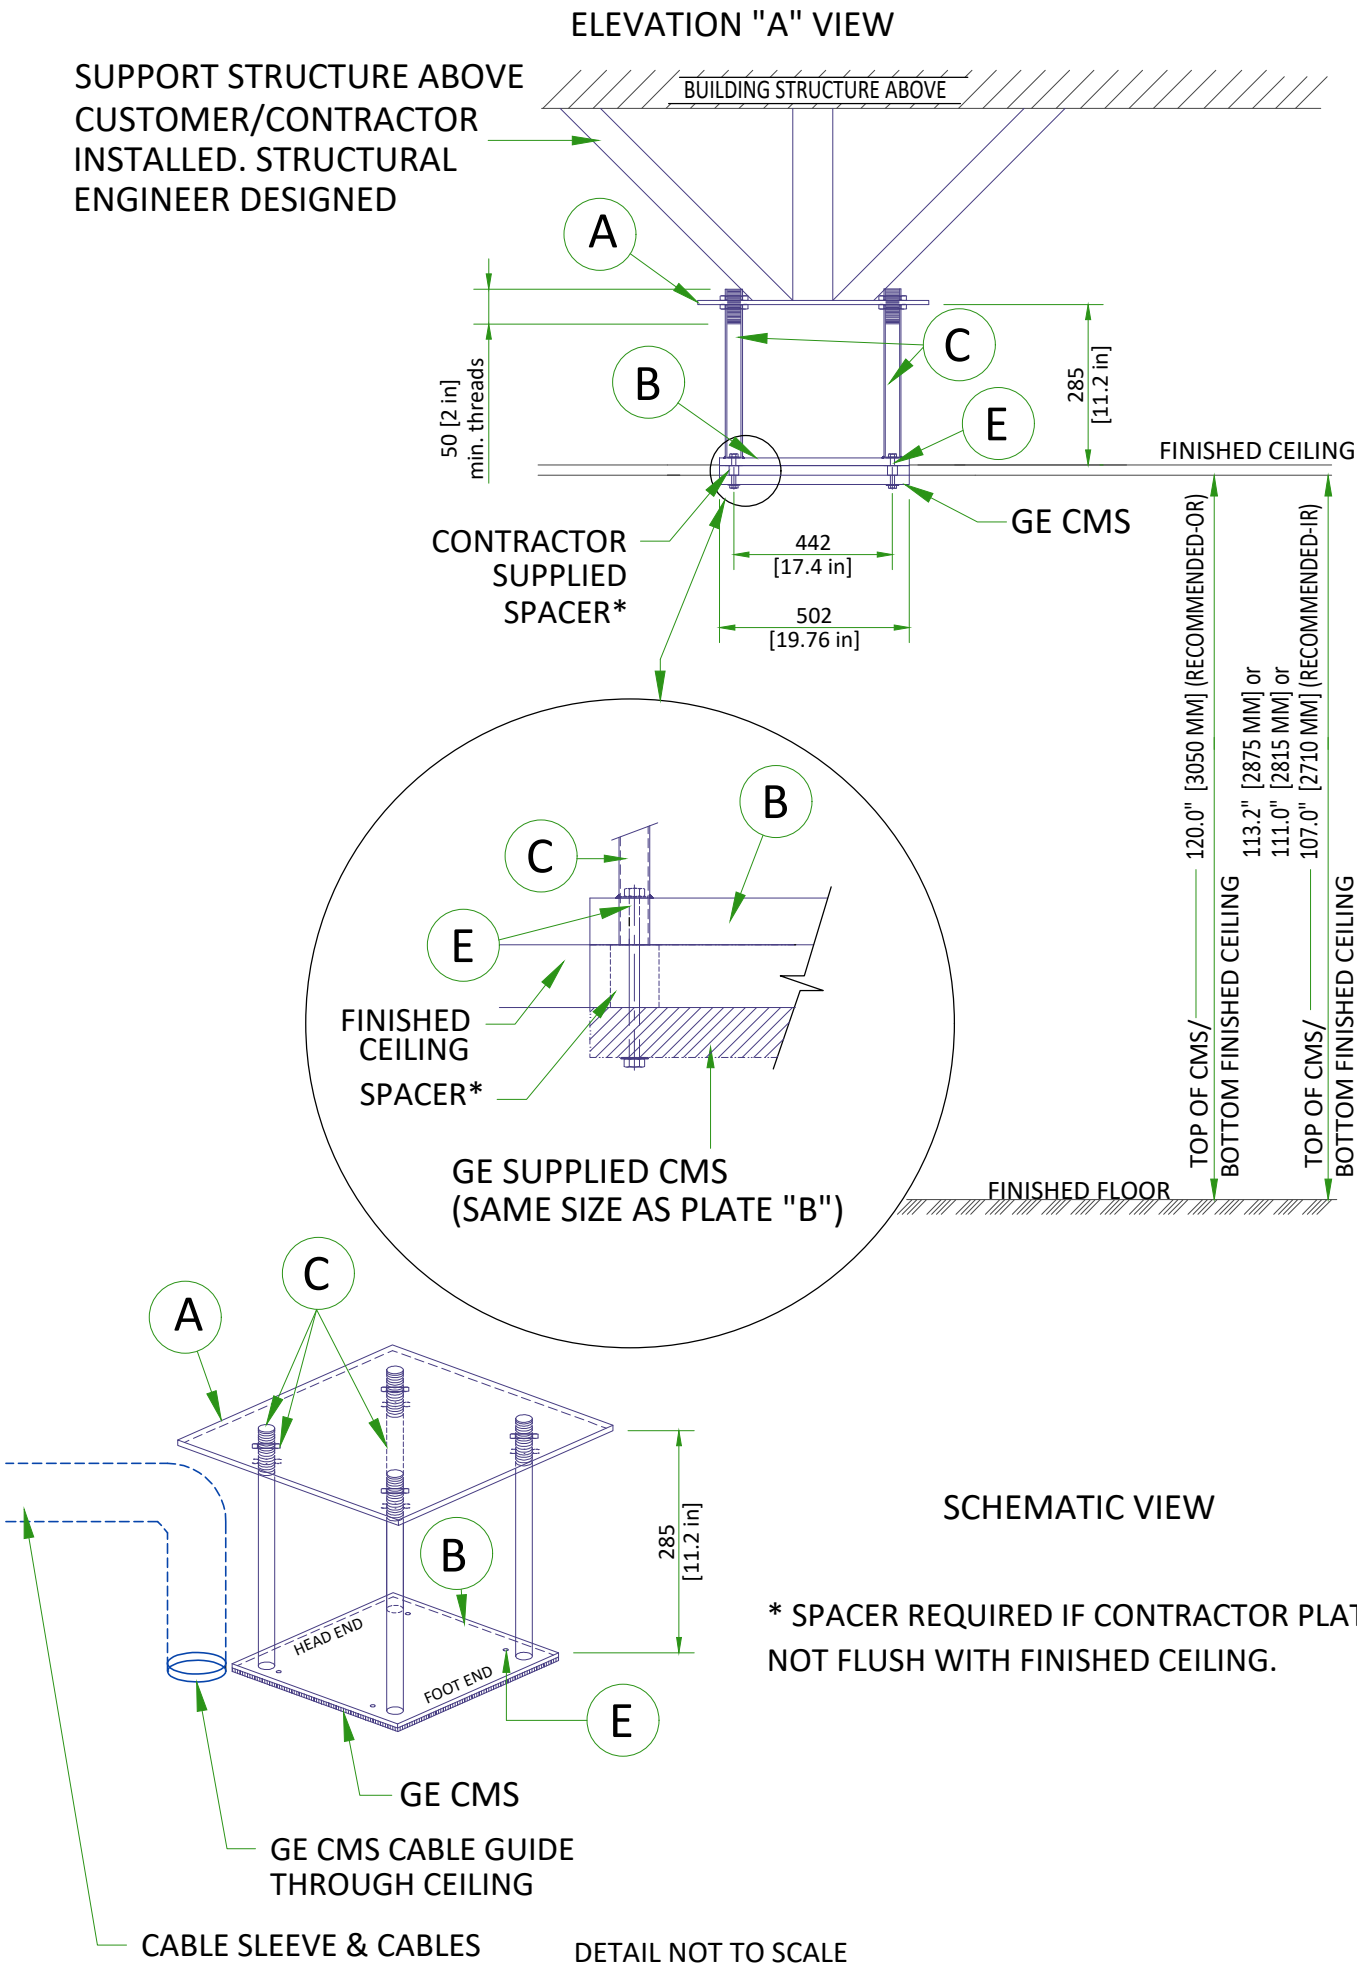 ELEVATION "A" VIEW
SUPPORT STRUCTURE ABOVE
CUSTOMER/CONTRACTOR
INSTALLED. STRUCTURAL
ENGINEER DESIGNED
BUILDING STRUCTURE ABOVE
A
C
B
E
50 [2 in]
min. threads
285
[11.2 in]
FINISHED CEILING
GE CMS
CONTRACTOR
SUPPLIED
SPACER*
442
[17.4 in]
502
[19.76 in]
TOP OF CMS/ 120.0" [3050 MM] (RECOMMENDED-OR)
BOTTOM FINISHED CEILING
113.2" [2875 MM] or
111.0" [2815 MM] or
TOP OF CMS/ 107.0" [2710 MM] (RECOMMENDED-IR)
BOTTOM FINISHED CEILING
B
C
E
FINISHED
CEILING
SPACER*
GE SUPPLIED CMS
(SAME SIZE AS PLATE "B")
FINISHED FLOOR
C
A
285
[11.2 in]
B
HEAD END
FOOT END
E
SCHEMATIC VIEW
* SPACER REQUIRED IF CONTRACTOR PLAT
NOT FLUSH WITH FINISHED CEILING.
GE CMS
GE CMS CABLE GUIDE
THROUGH CEILING
CABLE SLEEVE & CABLES
DETAIL NOT TO SCALE